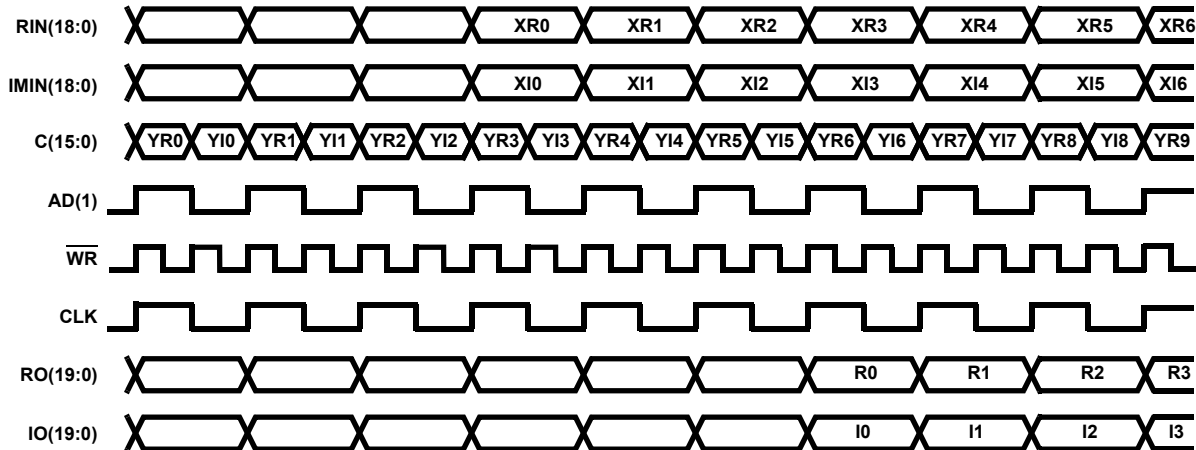 RIN(18:0) XR0 XR1 XR2 XR3 XR4 XR5 XR6
IMIN(18:0) XI0 XI1 XI2 XI3 XI4 XI5 XI6
C(15:0) YR0 YI0 YR1 YI1 YR2 YI2 YR3 YI3 YR4 YI4 YR5 YI5 YR6 YI6 YR7 YI7 YR8 YI8 YR9
AD(1)
WR
CLK
RO(19:0) R0 R1 R2 R3
IO(19:0) I0 I1 I2 I3